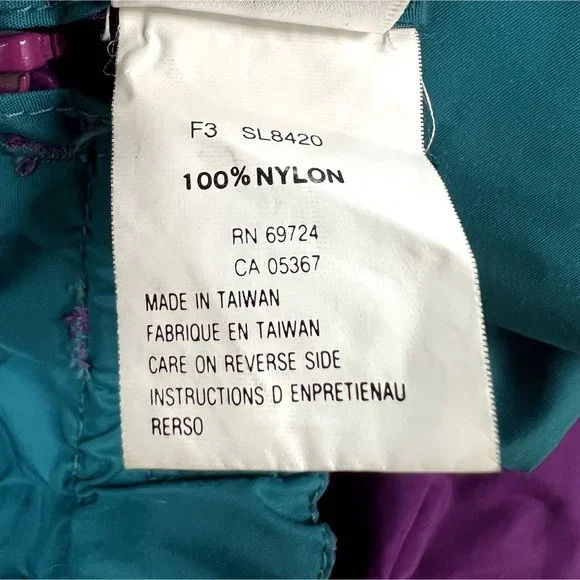 F3 SL8420
100% NYLON
RN 69724
CA 05367
MADE IN TAIWAN
FABRIQUE EN TAIWAN
CARE ON REVERSE SIDE
INSTRUCTIONS D ENPRETIENAU
RERSO